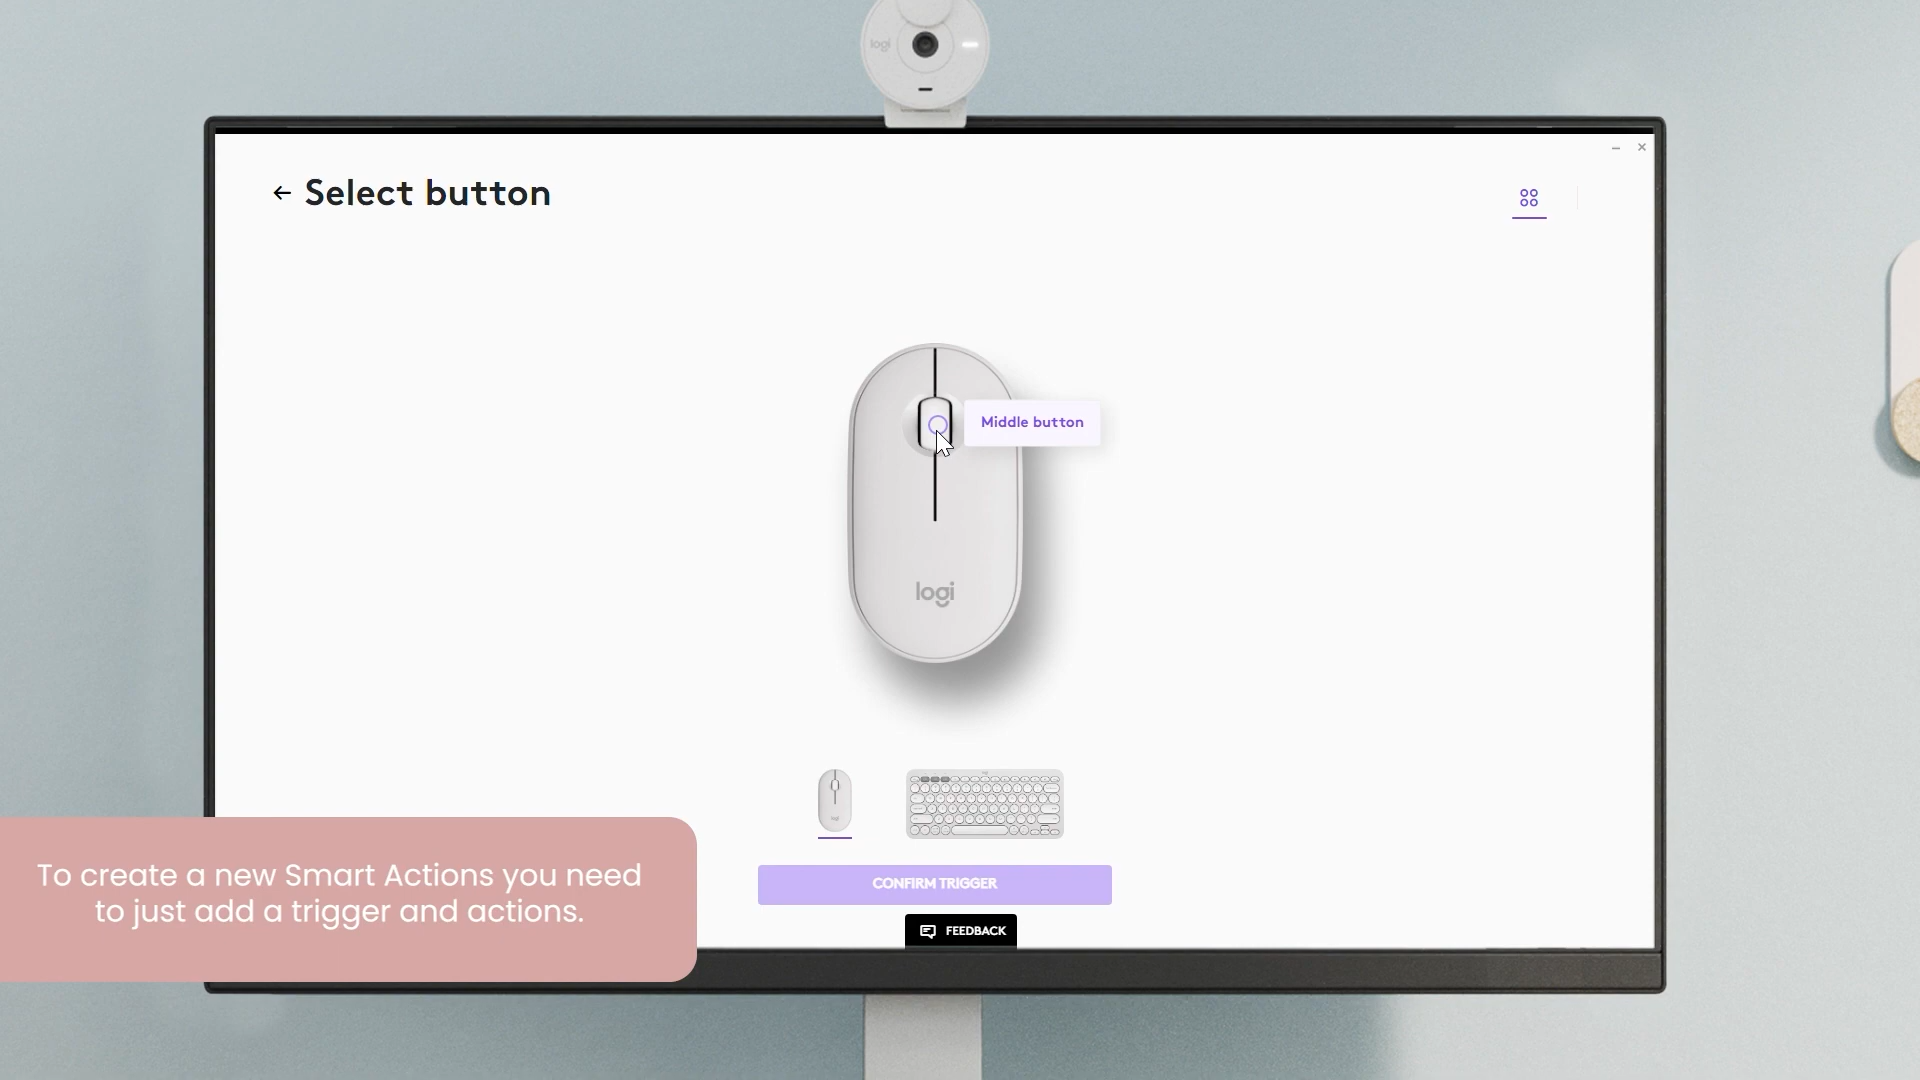 logi
← Select button
Middle button
logi
CONFIRM TRIGGER
FEEDBACK
To create a new Smart Actions you need
to just add a trigger and actions.